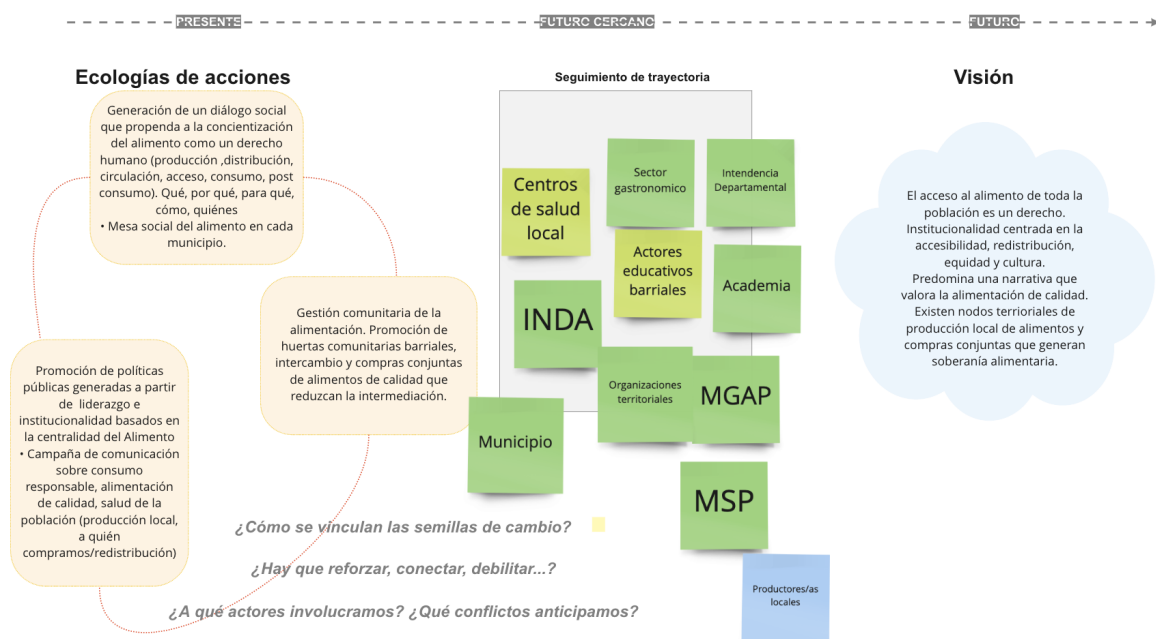 PRESENTE
FUTURO CERCANO
FUTURO
Ecologías de acciones
Seguimiento de trayectoria
Visión
Generación de un diálogo social
que propenda a la concientización
del alimento como un derecho
humano (producción ,distribución,
circulación, acceso, consumo, post
consumo). Qué, por qué, para qué,
cómo, quiénes
• Mesa social del alimento en cada
municipio.
Gestión comunitaria de la
alimentación. Promoción de
huertas comunitarias barriales,
intercambio y compras conjuntas
de alimentos de calidad que
reduzcan la intermediación.
Promoción de políticas
públicas generadas a partir
de liderazgo e
institucionalidad basados en
la centralidad del Alimento
• Campaña de comunicación
sobre consumo
responsable, alimentación
de calidad, salud de la
población (producción local,
a quién
compramos/redistribución)
Centros
de salud
local
Sector
gastronomico
Intendencia
Departamental
Actores
educativos
barriales
Academia
INDA
Organizaciones
territoriales
MGAP
Municipio
MSP
Productores/as
locales
El acceso al alimento de toda la
población es un derecho.
Institucionalidad centrada en la
accesibilidad, redistribución,
equidad y cultura.
Predomina una narrativa que
valora la alimentación de calidad.
Existen nodos terrioriales de
producción local de alimentos y
compras conjuntas que generan
soberanía alimentaria.
¿Cómo se vinculan las semillas de cambio?
¿Hay que reforzar, conectar, debilitar...?
¿A qué actores involucramos? ¿Qué conflictos anticipamos?